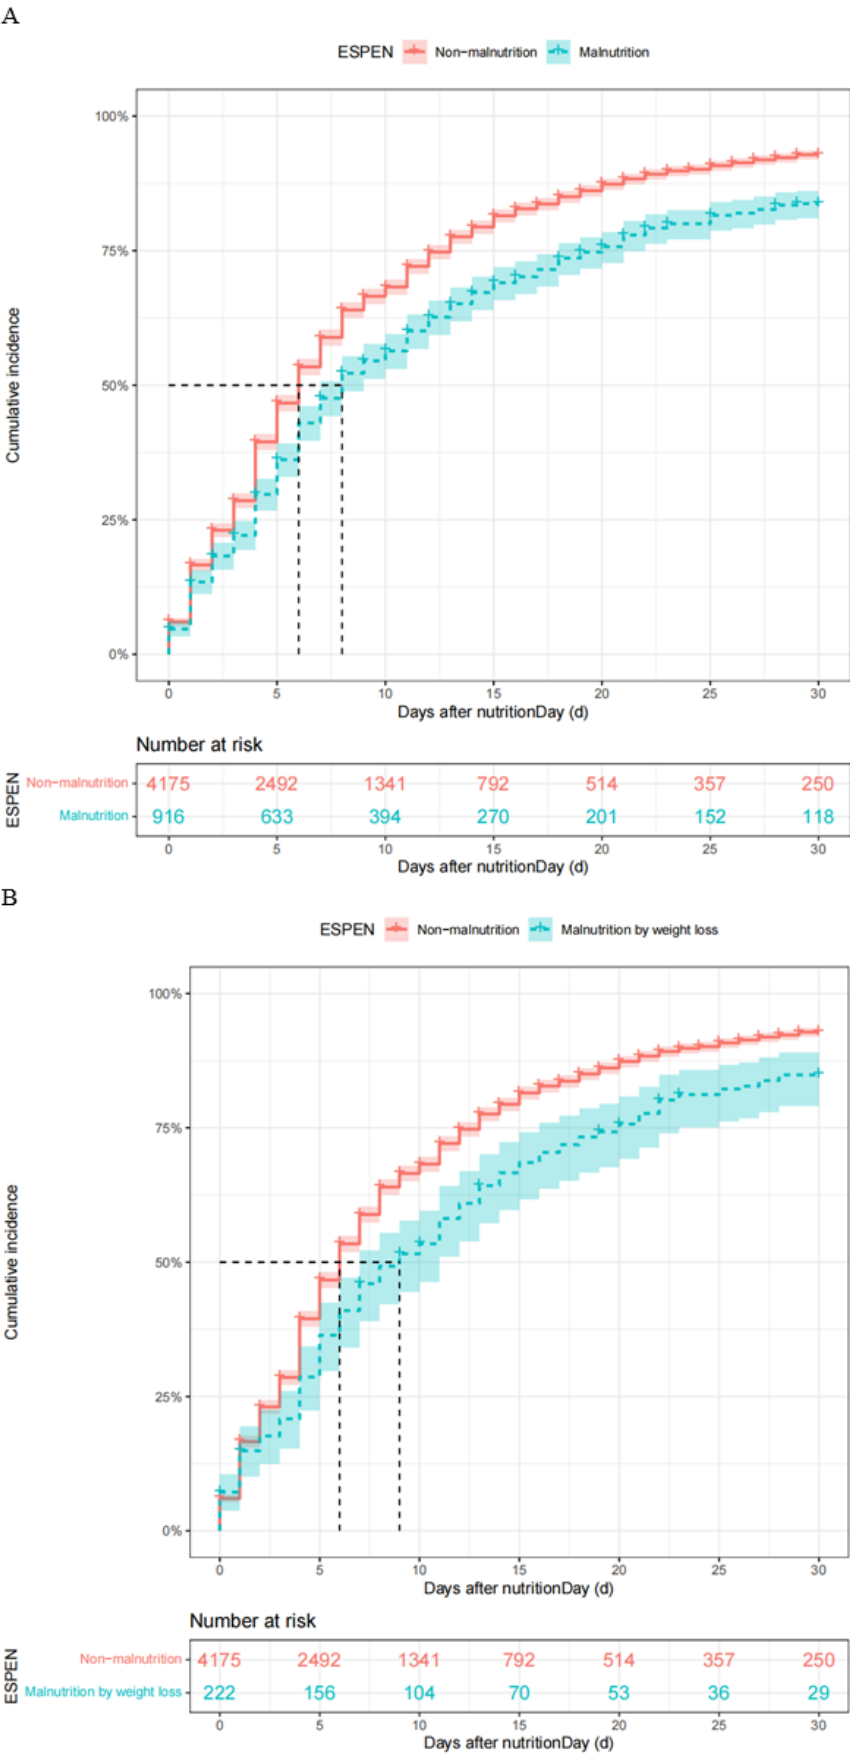 A
ESPEN Non-malnutrition Malnutrition
100%
75%
50%
25%
0%
Cumulative incidence
0 5 10 15 20 25 30
Days after nutritionDay (d)
Number at risk
ESPEN
Non-malnutrition 4175 2492 1341 792 514 357 250
Malnutrition 916 633 394 270 201 152 118
0 5 10 15 20 25 30
Days after nutritionDay (d)
B
ESPEN Non-malnutrition Malnutrition by weight loss
100%
75%
50%
25%
0%
Cumulative incidence
0 5 10 15 20 25 30
Days after nutritionDay (d)
Number at risk
ESPEN
Non-malnutrition 4175 2492 1341 792 514 357 250
Malnutrition by weight loss 222 156 104 70 53 36 29
0 5 10 15 20 25 30
Days after nutritionDay (d)